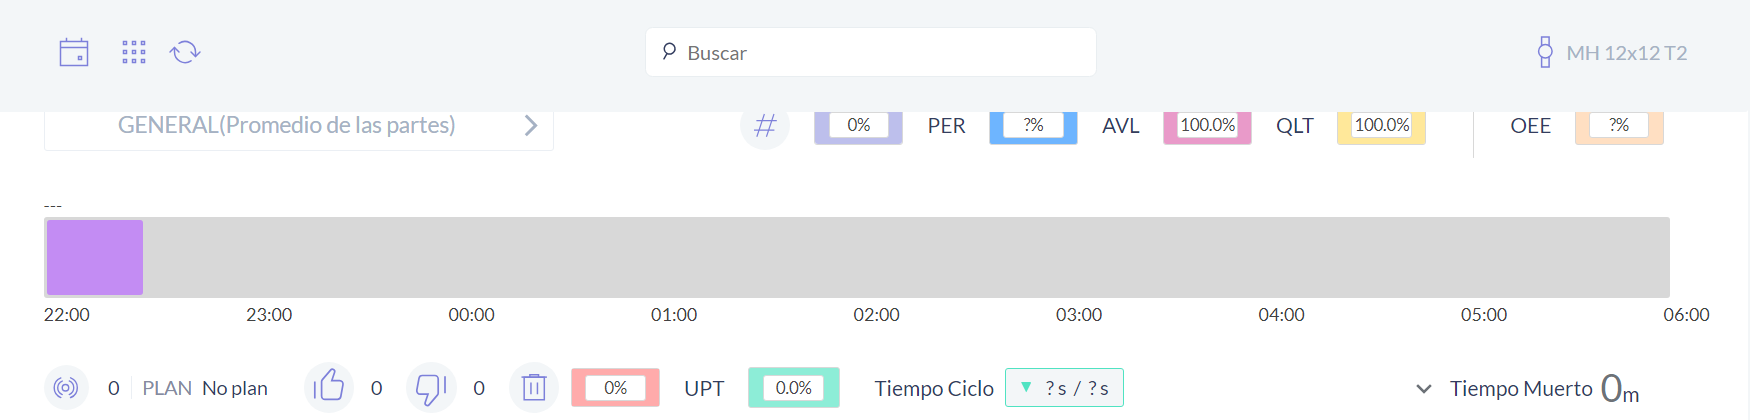 Buscar
MH 12x12 T2
GENERAL(Promedio de las partes)
# 0% PER ?% AVL 100.0% QLT 100.0% OEE ?%
---
22:00 23:00 00:00 01:00 02:00 03:00 04:00 05:00 06:00
0 PLAN No plan 0 0 0% UPT 0.0% Tiempo Ciclo ▼ ? s / ? s Tiempo Muerto 0m